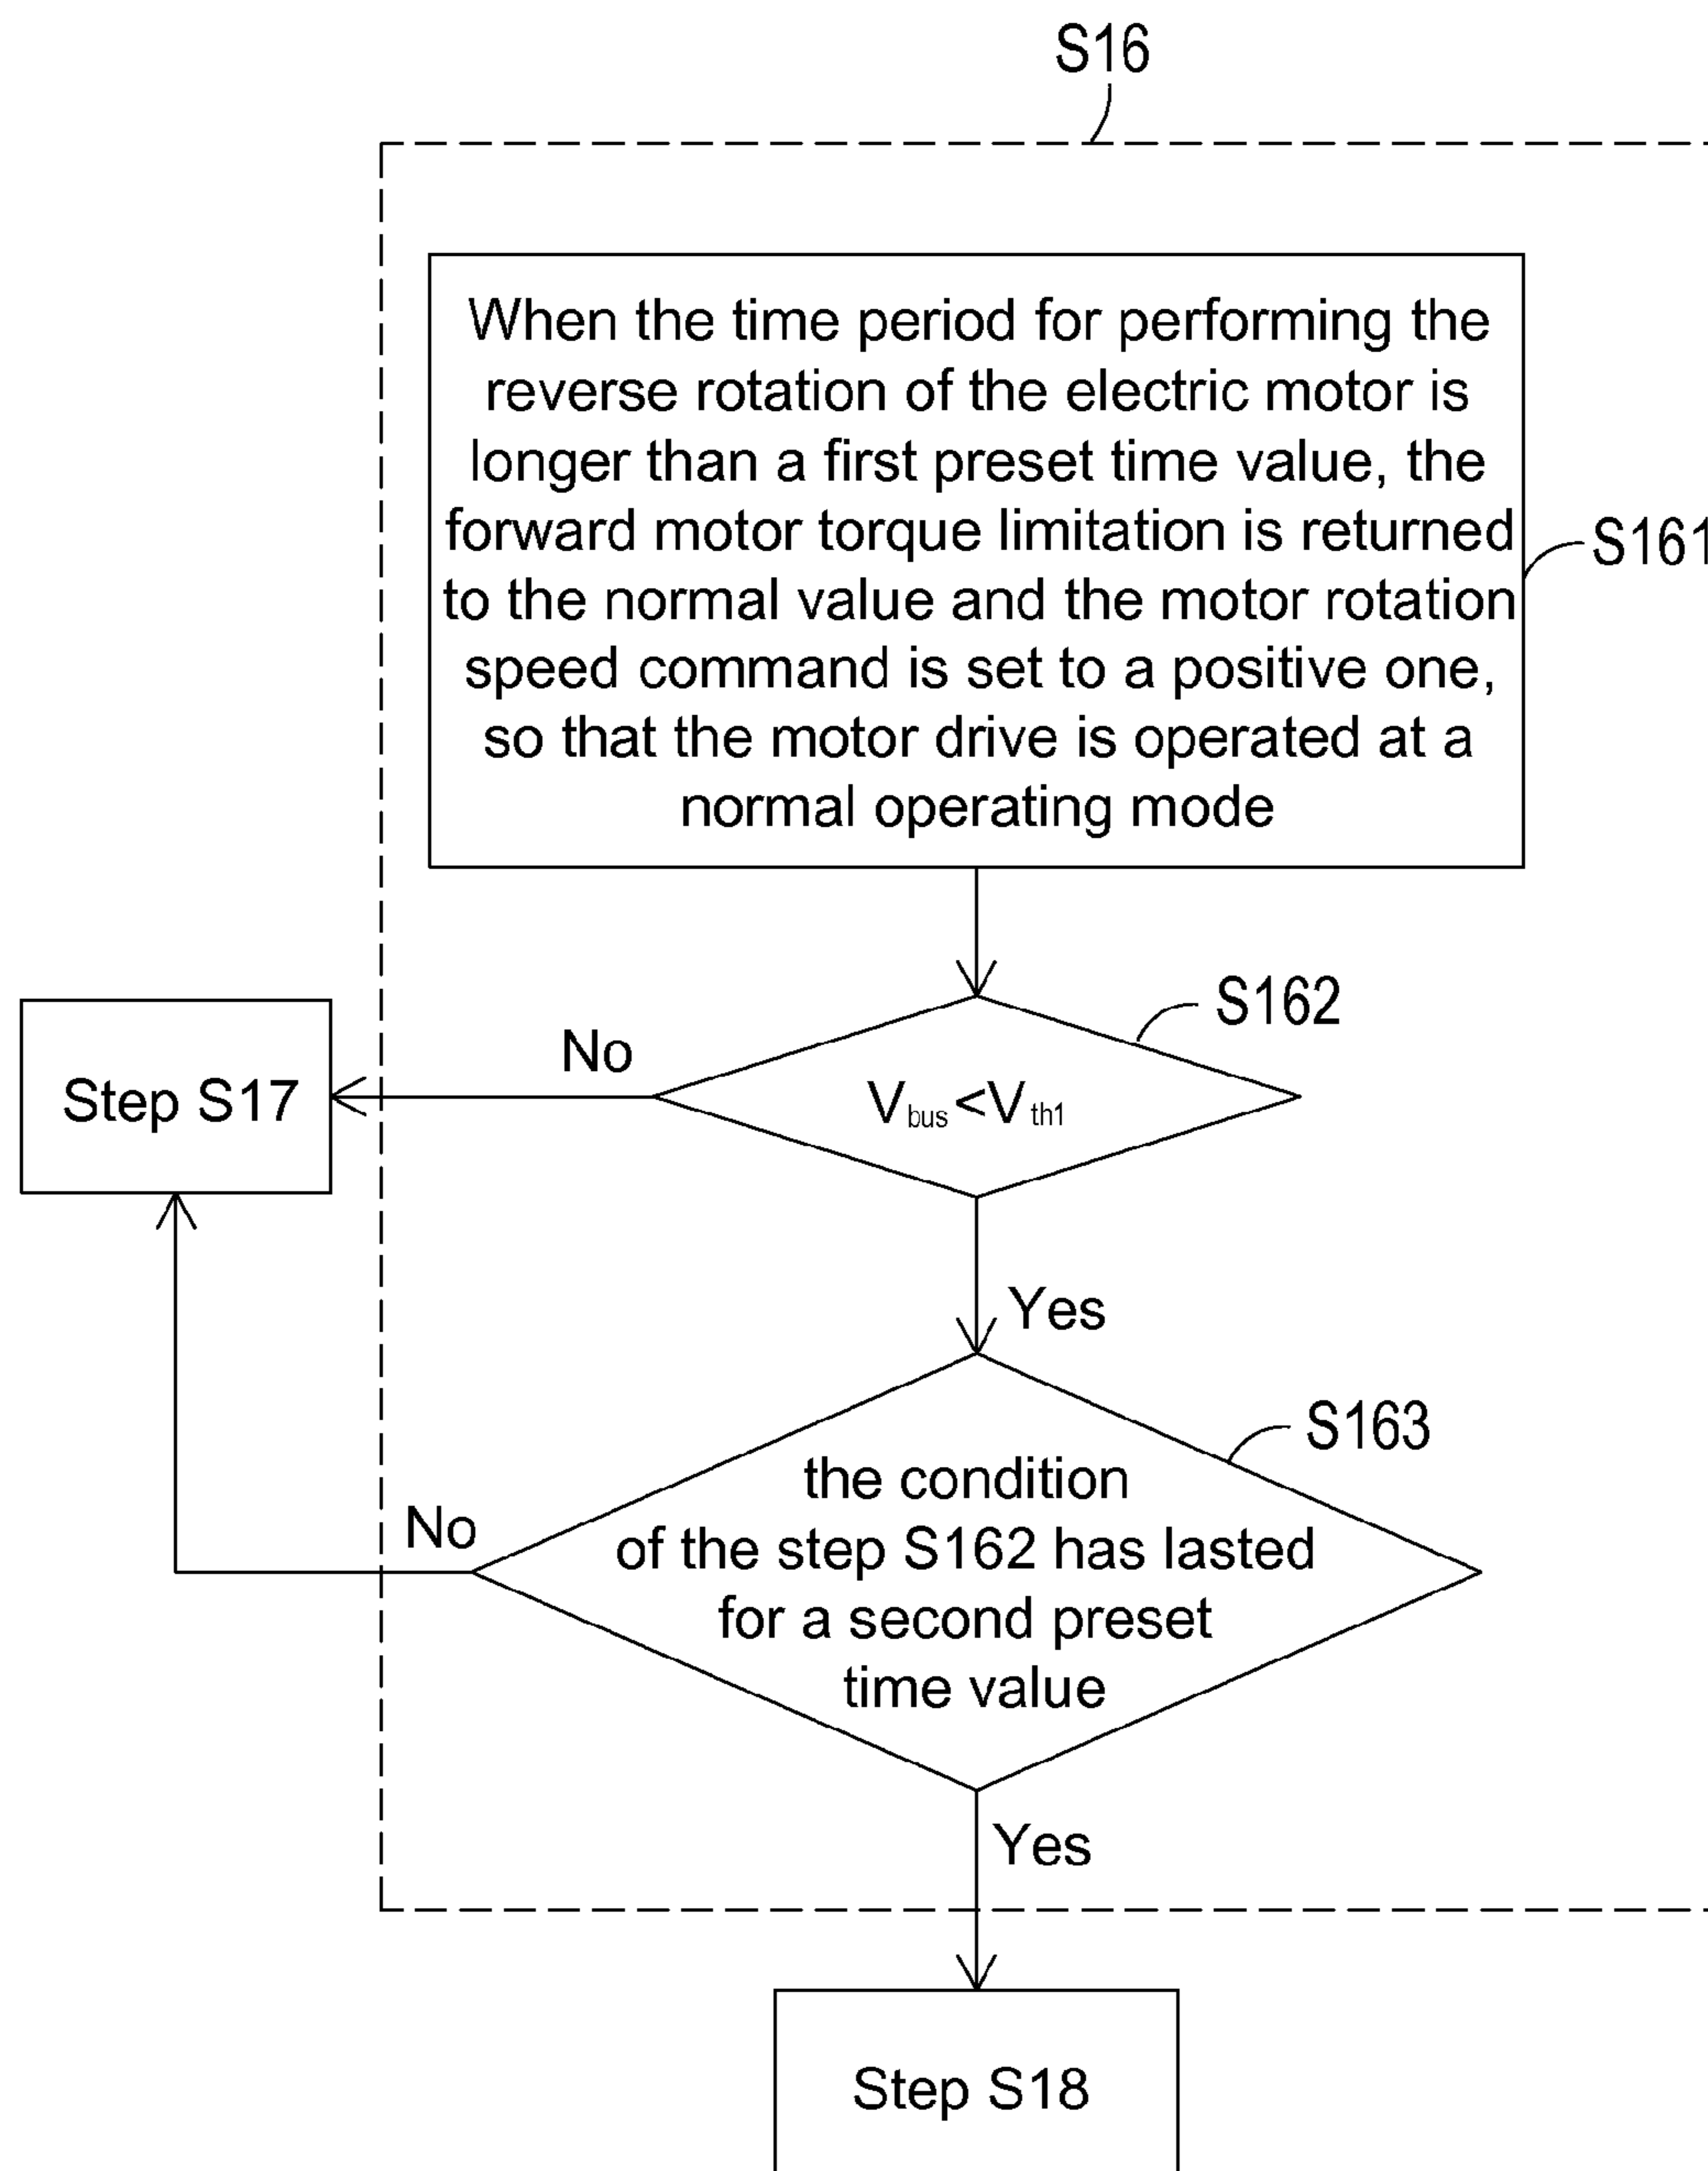 S16
When the time period for performing the
reverse rotation of the electric motor is
longer than a first preset time value, the
forward motor torque limitation is returned
to the normal value and the motor rotation
speed command is set to a positive one,
so that the motor drive is operated at a
normal operating mode
S161
S162
No
Step S17
Vbus<Vth1
Yes
S163
No
the condition
of the step S162 has lasted
for a second preset
time value
Yes
Step S18